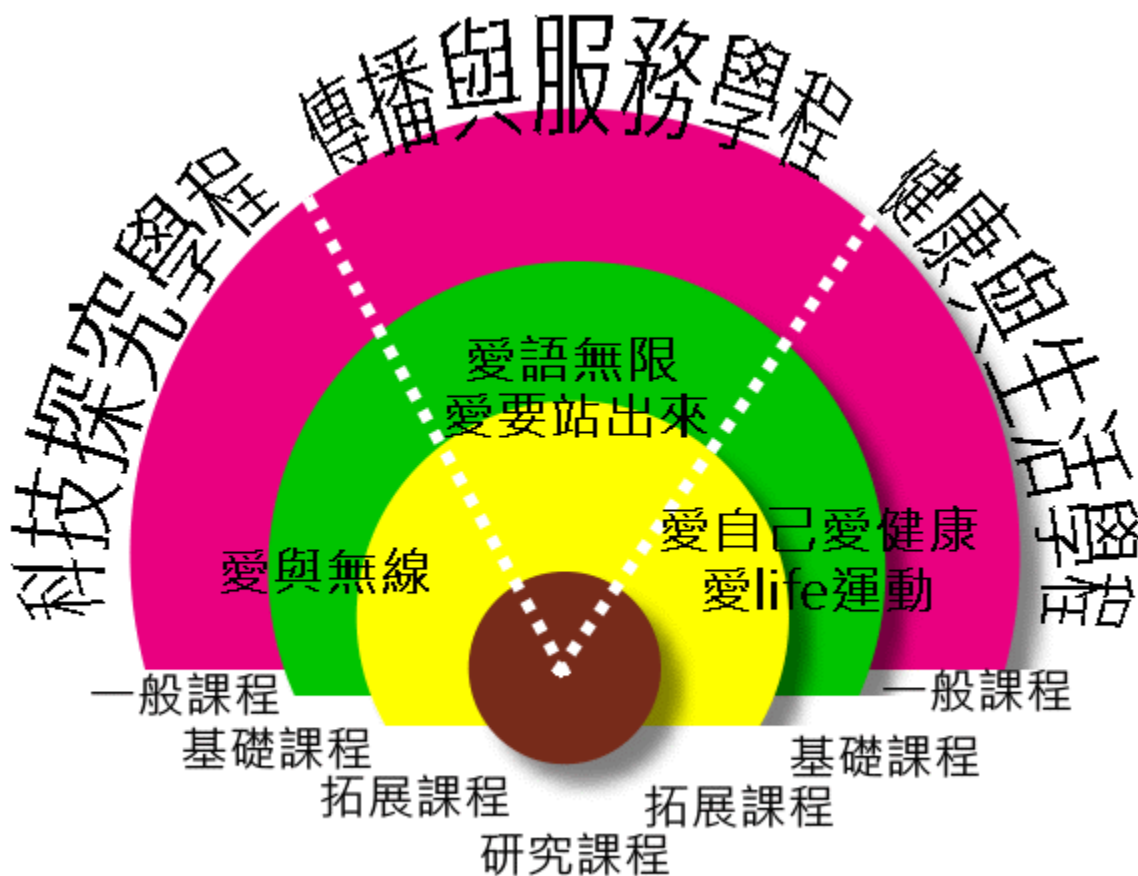 科技探究學程
傳播與服務學程
健康與生活學程
愛語無限
愛要站出來
愛與無線
愛自己愛健康
愛life運動
一般課程
一般課程
基礎課程
基礎課程
拓展課程
拓展課程
研究課程